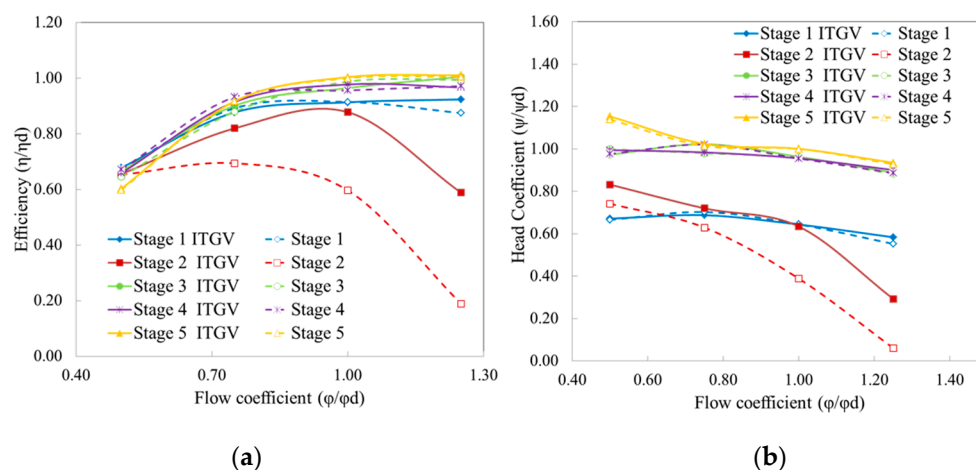 1.20
1.00
0.80
0.60
0.40
0.20
0.00
Efficiency (η/ηd)
Stage 1 ITGV Stage 1
Stage 2 ITGV Stage 2
Stage 3 ITGV Stage 3
Stage 4 ITGV Stage 4
Stage 5 ITGV Stage 5
0.40 0.70 1.00 1.30
Flow coefficient (φ/φd)
(a)
1.60
1.40
1.20
1.00
0.80
0.60
0.40
0.20
0.00
Head Coefficient (ψ/ψd)
Stage 1 ITGV Stage 1
Stage 2 ITGV Stage 2
Stage 3 ITGV Stage 3
Stage 4 ITGV Stage 4
Stage 5 ITGV Stage 5
0.40 0.60 0.80 1.00 1.20 1.40
Flow coefficient (φ/φd)
(b)